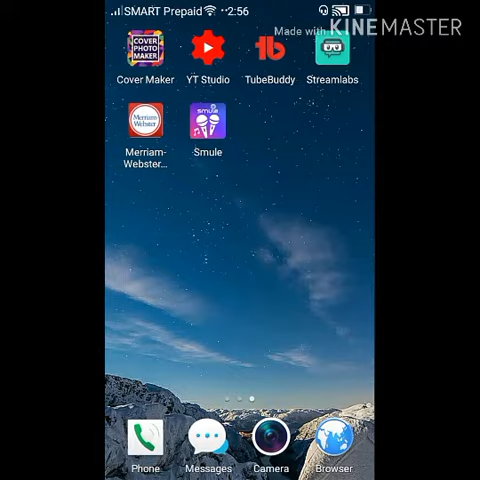 SMART Prepaid 2:56
Made with KINEMASTER
COVER
PHOTO
MAKER
smule
Merriam-
Webster
Cover Maker YT Studio TubeBuddy Streamlabs
Merriam-
Webster...
Smule
Phone Messages Camera Browser